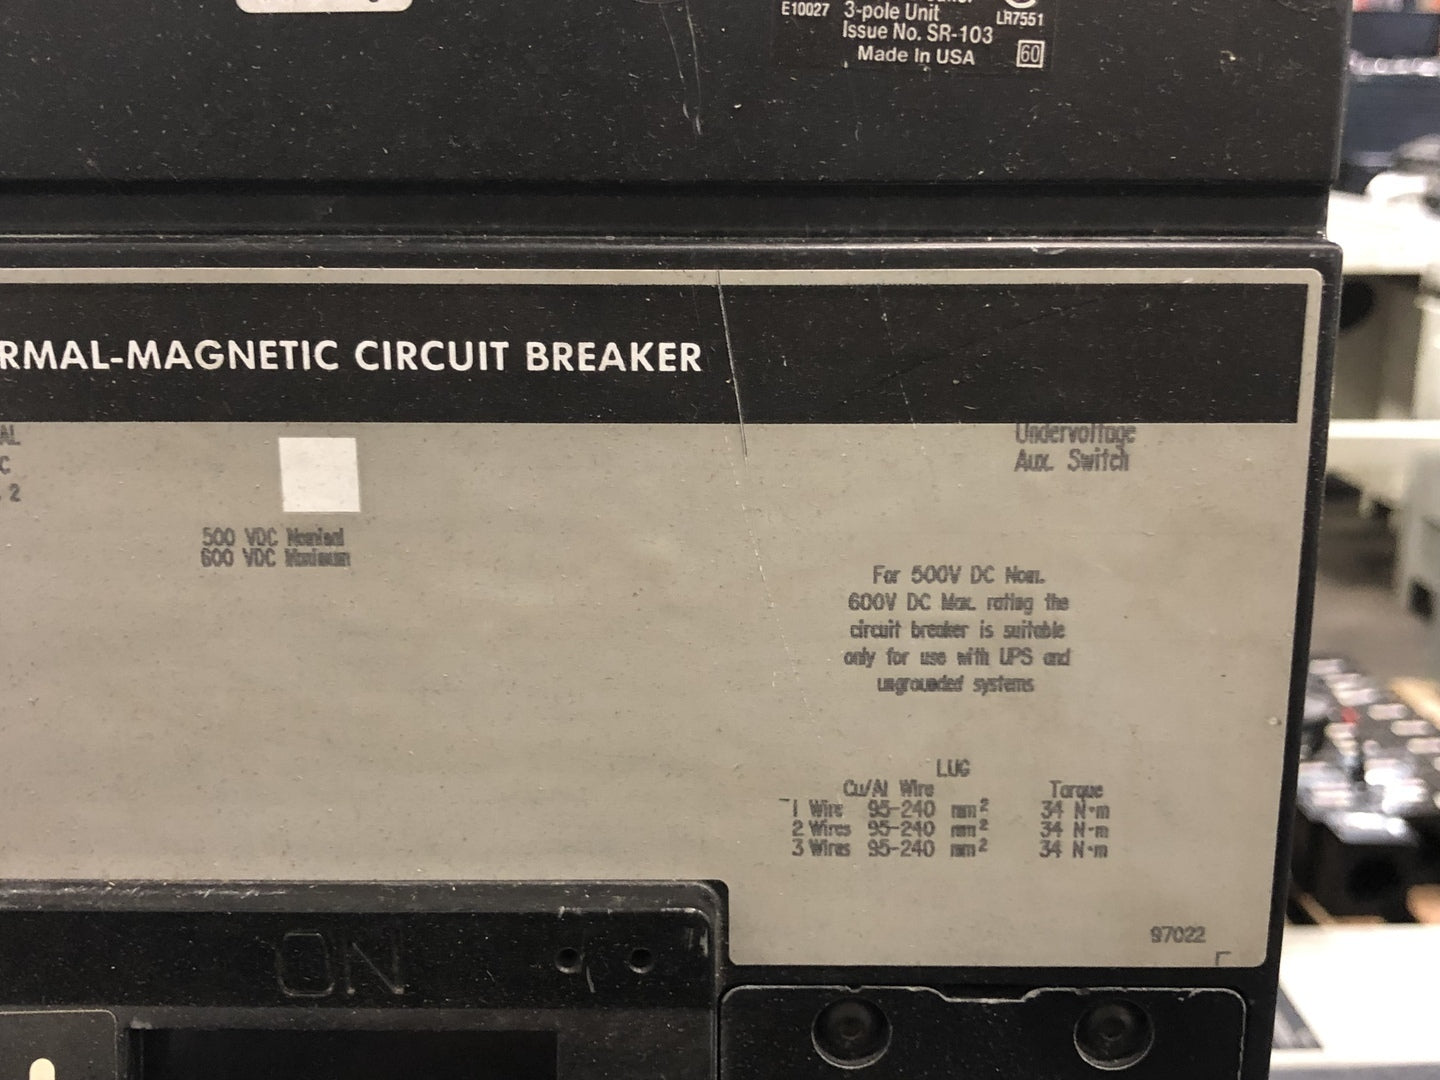 E10027
3-pole Unit
LR7551
Issue No. SR-103
Made In USA
60
RMAL-MAGNETIC CIRCUIT BREAKER
AL
C
2
500 VDC Nominal
600 VDC Maximum
Undervoltage
Aux. Switch
For 500V DC Nom.
600V DC Max. rating the
circuit breaker is suitable
only for use with UPS and
ungrounded systems
LUG
Cu/Al Wire Torque
1 Wire 95-240 mm² 34 N·m
2 Wires 95-240 mm² 34 N·m
3 Wires 95-240 mm² 34 N·m
97022
ON